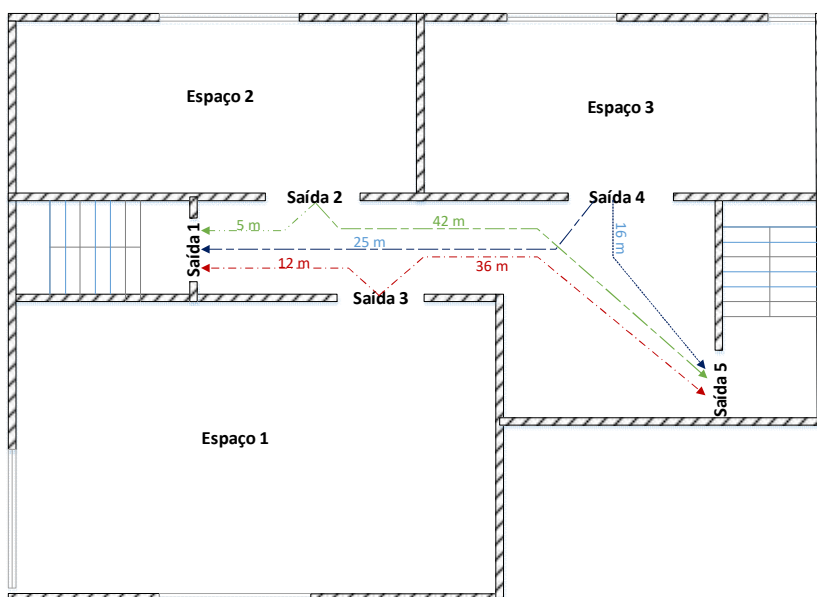 Espaço 2
Espaço 3
Saída 2
Saída 4
Saída 1
5 m
42 m
16 m
25 m
12 m
36 m
Saída 3
Saída 5
Espaço 1